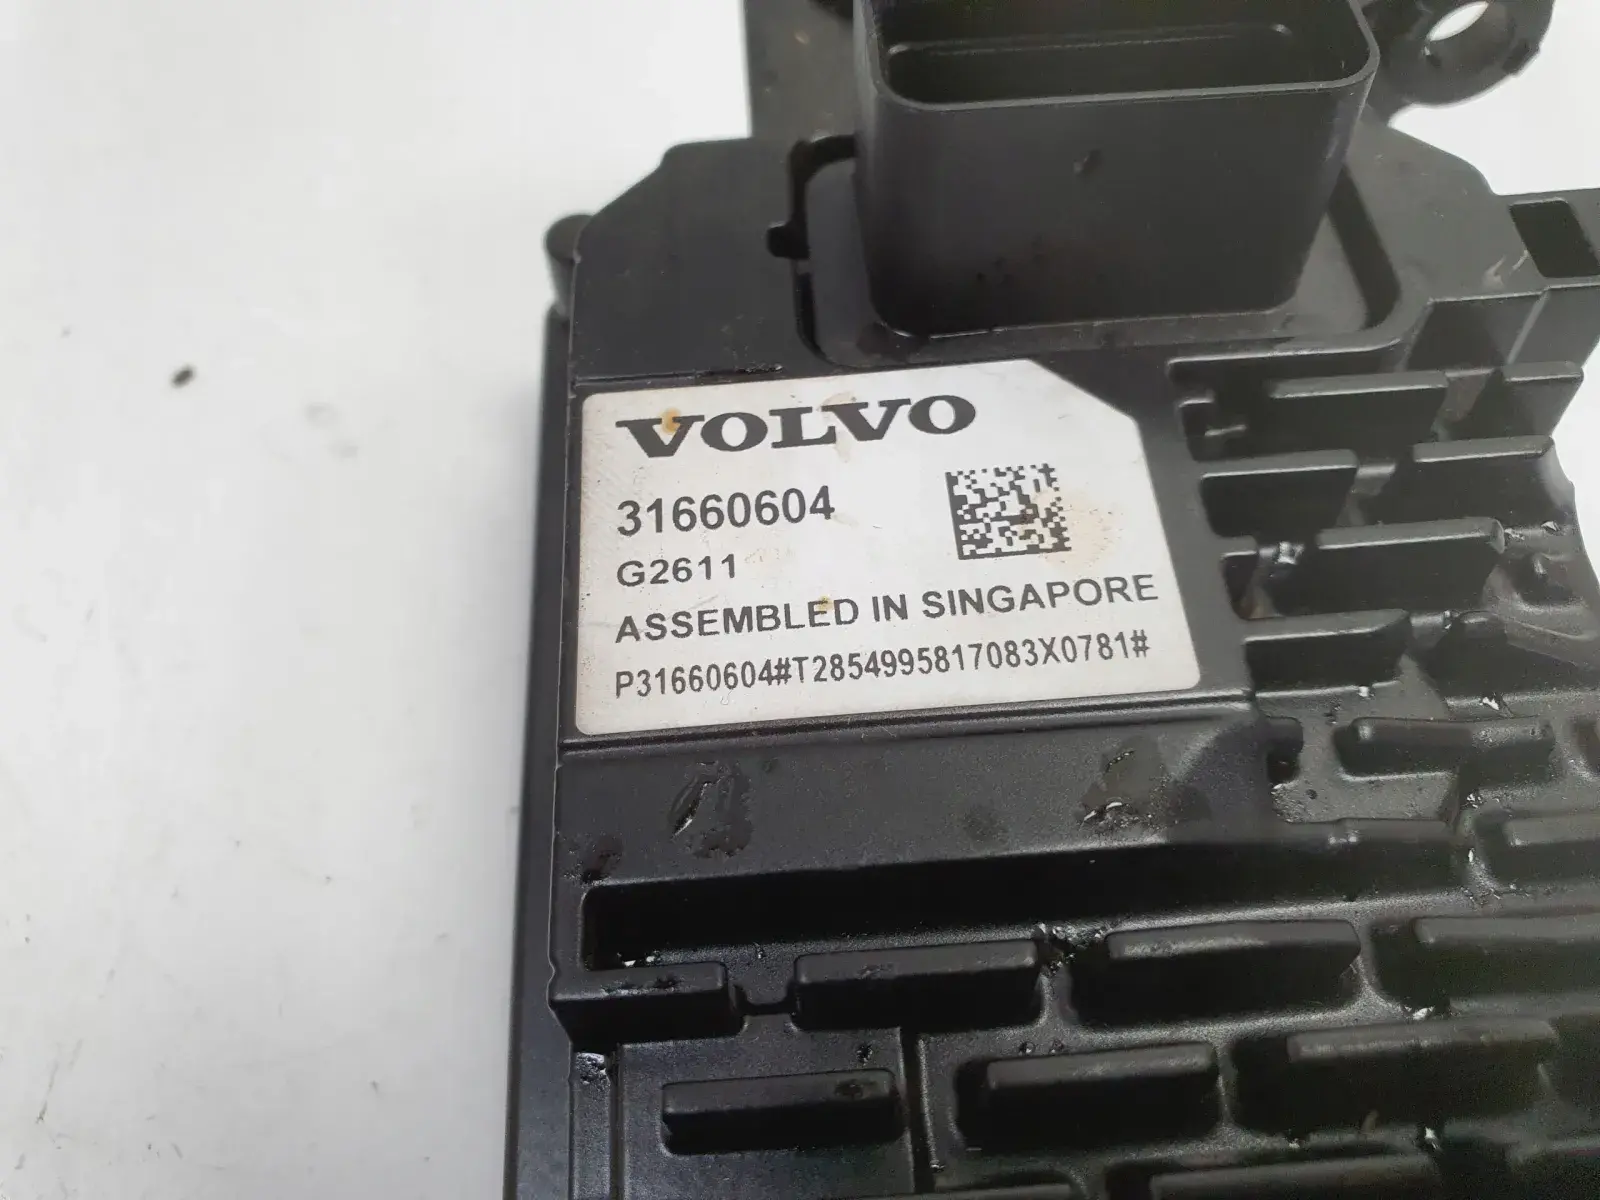 VOLVO
31660604
G2611
ASSEMBLED IN SINGAPORE
P31660604#T2854995817083X0781#